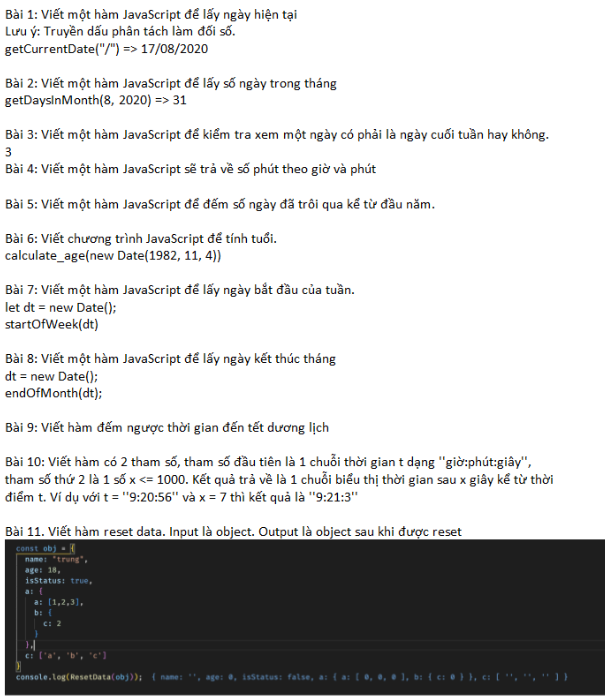 Bài 1: Viết một hàm JavaScript để lấy ngày hiện tại
Lưu ý: Truyền dấu phân tách làm đối số.
getCurrentDate("/") => 17/08/2020
Bài 2: Viết một hàm JavaScript để lấy số ngày trong tháng
getDaysInMonth(8, 2020) => 31
Bài 3: Viết một hàm JavaScript để kiểm tra xem một ngày có phải là ngày cuối tuần hay không.
3
Bài 4: Viết một hàm JavaScript sẽ trả về số phút theo giờ và phút
Bài 5: Viết một hàm JavaScript để đếm số ngày đã trôi qua kể từ đầu năm.
Bài 6: Viết chương trình JavaScript để tính tuổi.
calculate_age(new Date(1982, 11, 4))
Bài 7: Viết một hàm JavaScript để lấy ngày bắt đầu của tuần.
let dt = new Date();
startOfWeek(dt)
Bài 8: Viết một hàm JavaScript để lấy ngày kết thúc tháng
dt = new Date();
endOfMonth(dt);
Bài 9: Viết hàm đếm ngược thời gian đến tết dương lịch
Bài 10: Viết hàm có 2 tham số, tham số đầu tiên là 1 chuỗi thời gian t dạng "giờ:phút:giây",
tham số thứ 2 là 1 số x <= 1000. Kết quả trả về là 1 chuỗi biểu thị thời gian sau x giây kể từ thời
điểm t. Ví dụ với t = "9:20:56" và x = 7 thì kết quả là "9:21:3"
Bài 11. Viết hàm reset data. Input là object. Output là object sau khi được reset
const obj = {
name: "trung",
age: 18,
isStatus: true,
a: {
a: [1,2,3],
b: {
c: 2
}
},
c: ['a', 'b', 'c']
}
console.log(ResetData(obj)); { name: '', age: 0, isStatus: false, a: { a: [ 0, 0, 0 ], b: { c: 0 } }, c: [ '', '', '' ] }